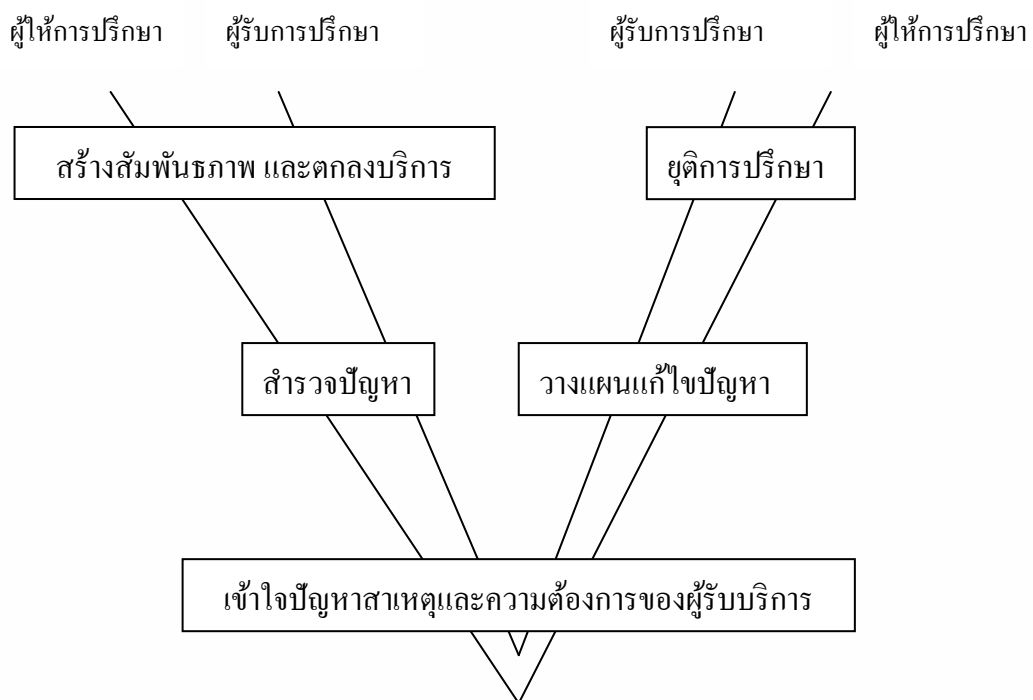 ผู้ให้การปรึกษา ผู้รับการปรึกษา ผู้รับการปรึกษา ผู้ให้การปรึกษา
สร้างสัมพันธภาพ และตกลงบริการ ยุติการปรึกษา
สำรวจปัญหา วางแผนแก้ไขปัญหา
เข้าใจปัญหาสาเหตุและความต้องการของผู้รับบริการ